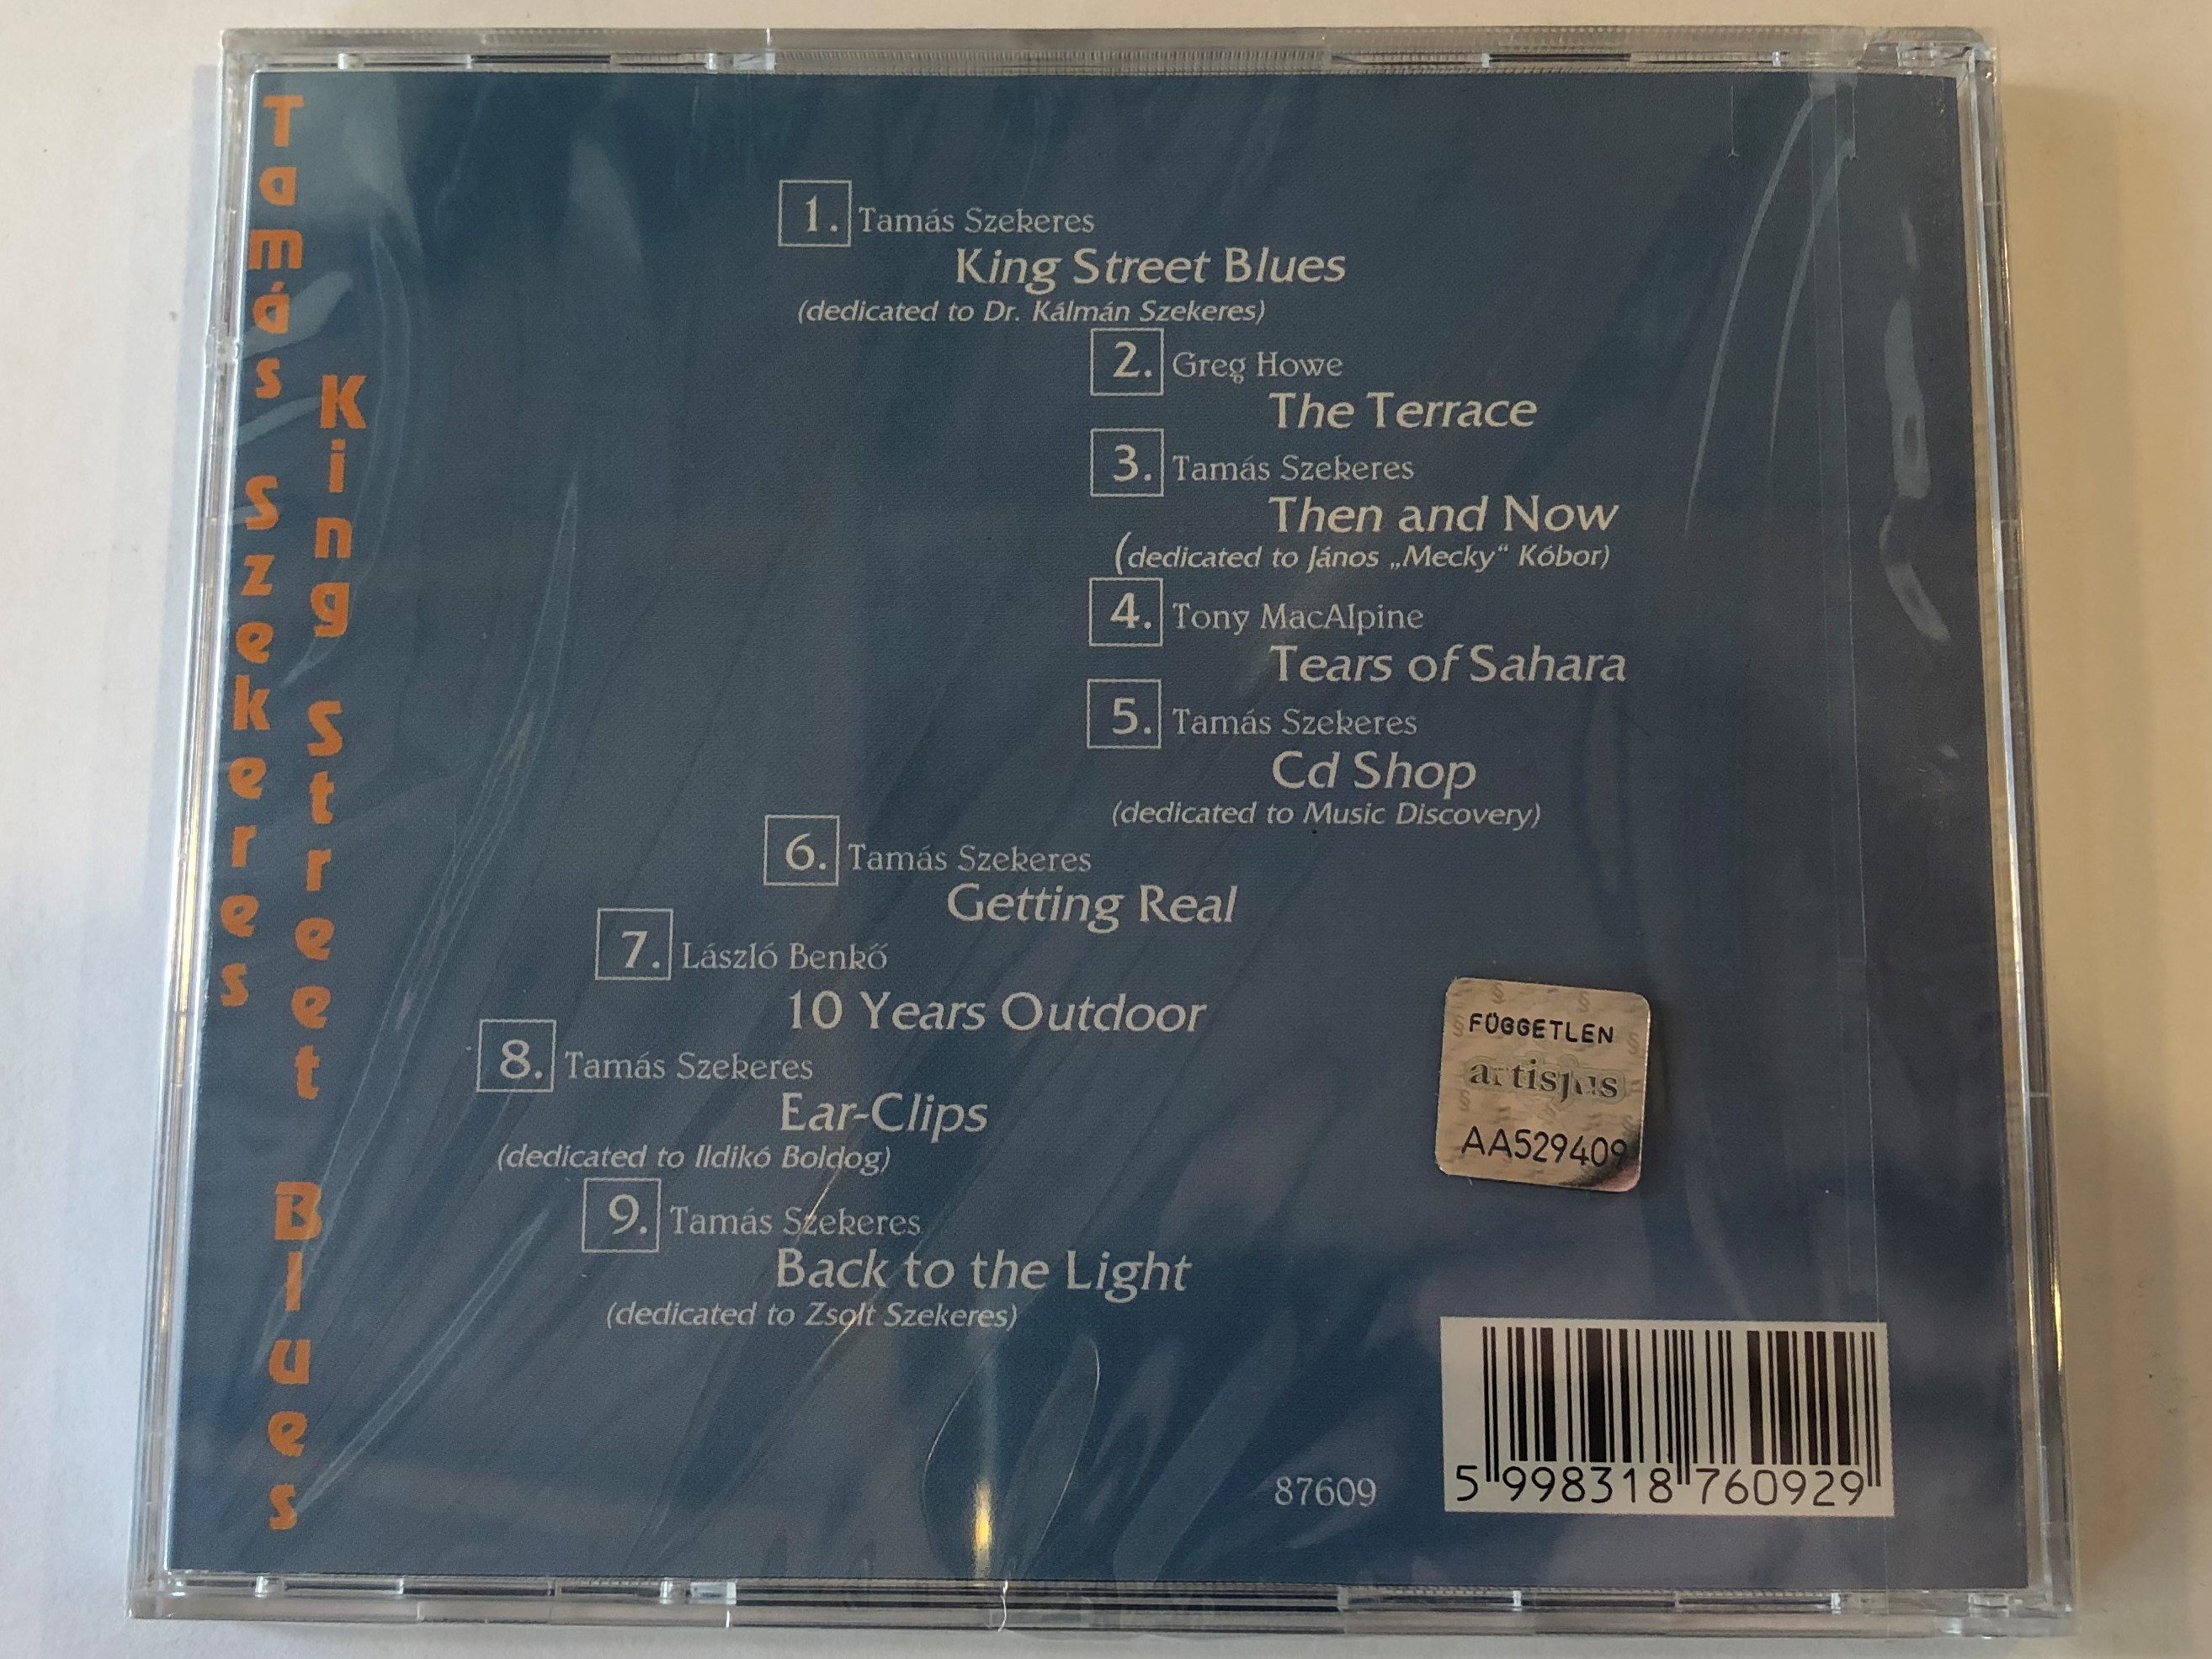 Tamás Szekeres
King Street Blues
1. Tamás Szekeres
King Street Blues
(dedicated to Dr. Kálmán Szekeres)
2. Greg Howe
The Terrace
3. Tamás Szekeres
Then and Now
(dedicated to János „Mecky“ Kóbor)
4. Tony MacAlpine
Tears of Sahara
5. Tamás Szekeres
Cd Shop
(dedicated to Music Discovery)
6. Tamás Szekeres
Getting Real
7. László Benkő
10 Years Outdoor
8. Tamás Szekeres
Ear-Clips
(dedicated to Ildikó Boldog)
9. Tamás Szekeres
Back to the Light
(dedicated to Zsolt Szekeres)
FÜGGETLEN
artisjus
AA529409
87609
5 998318 760929